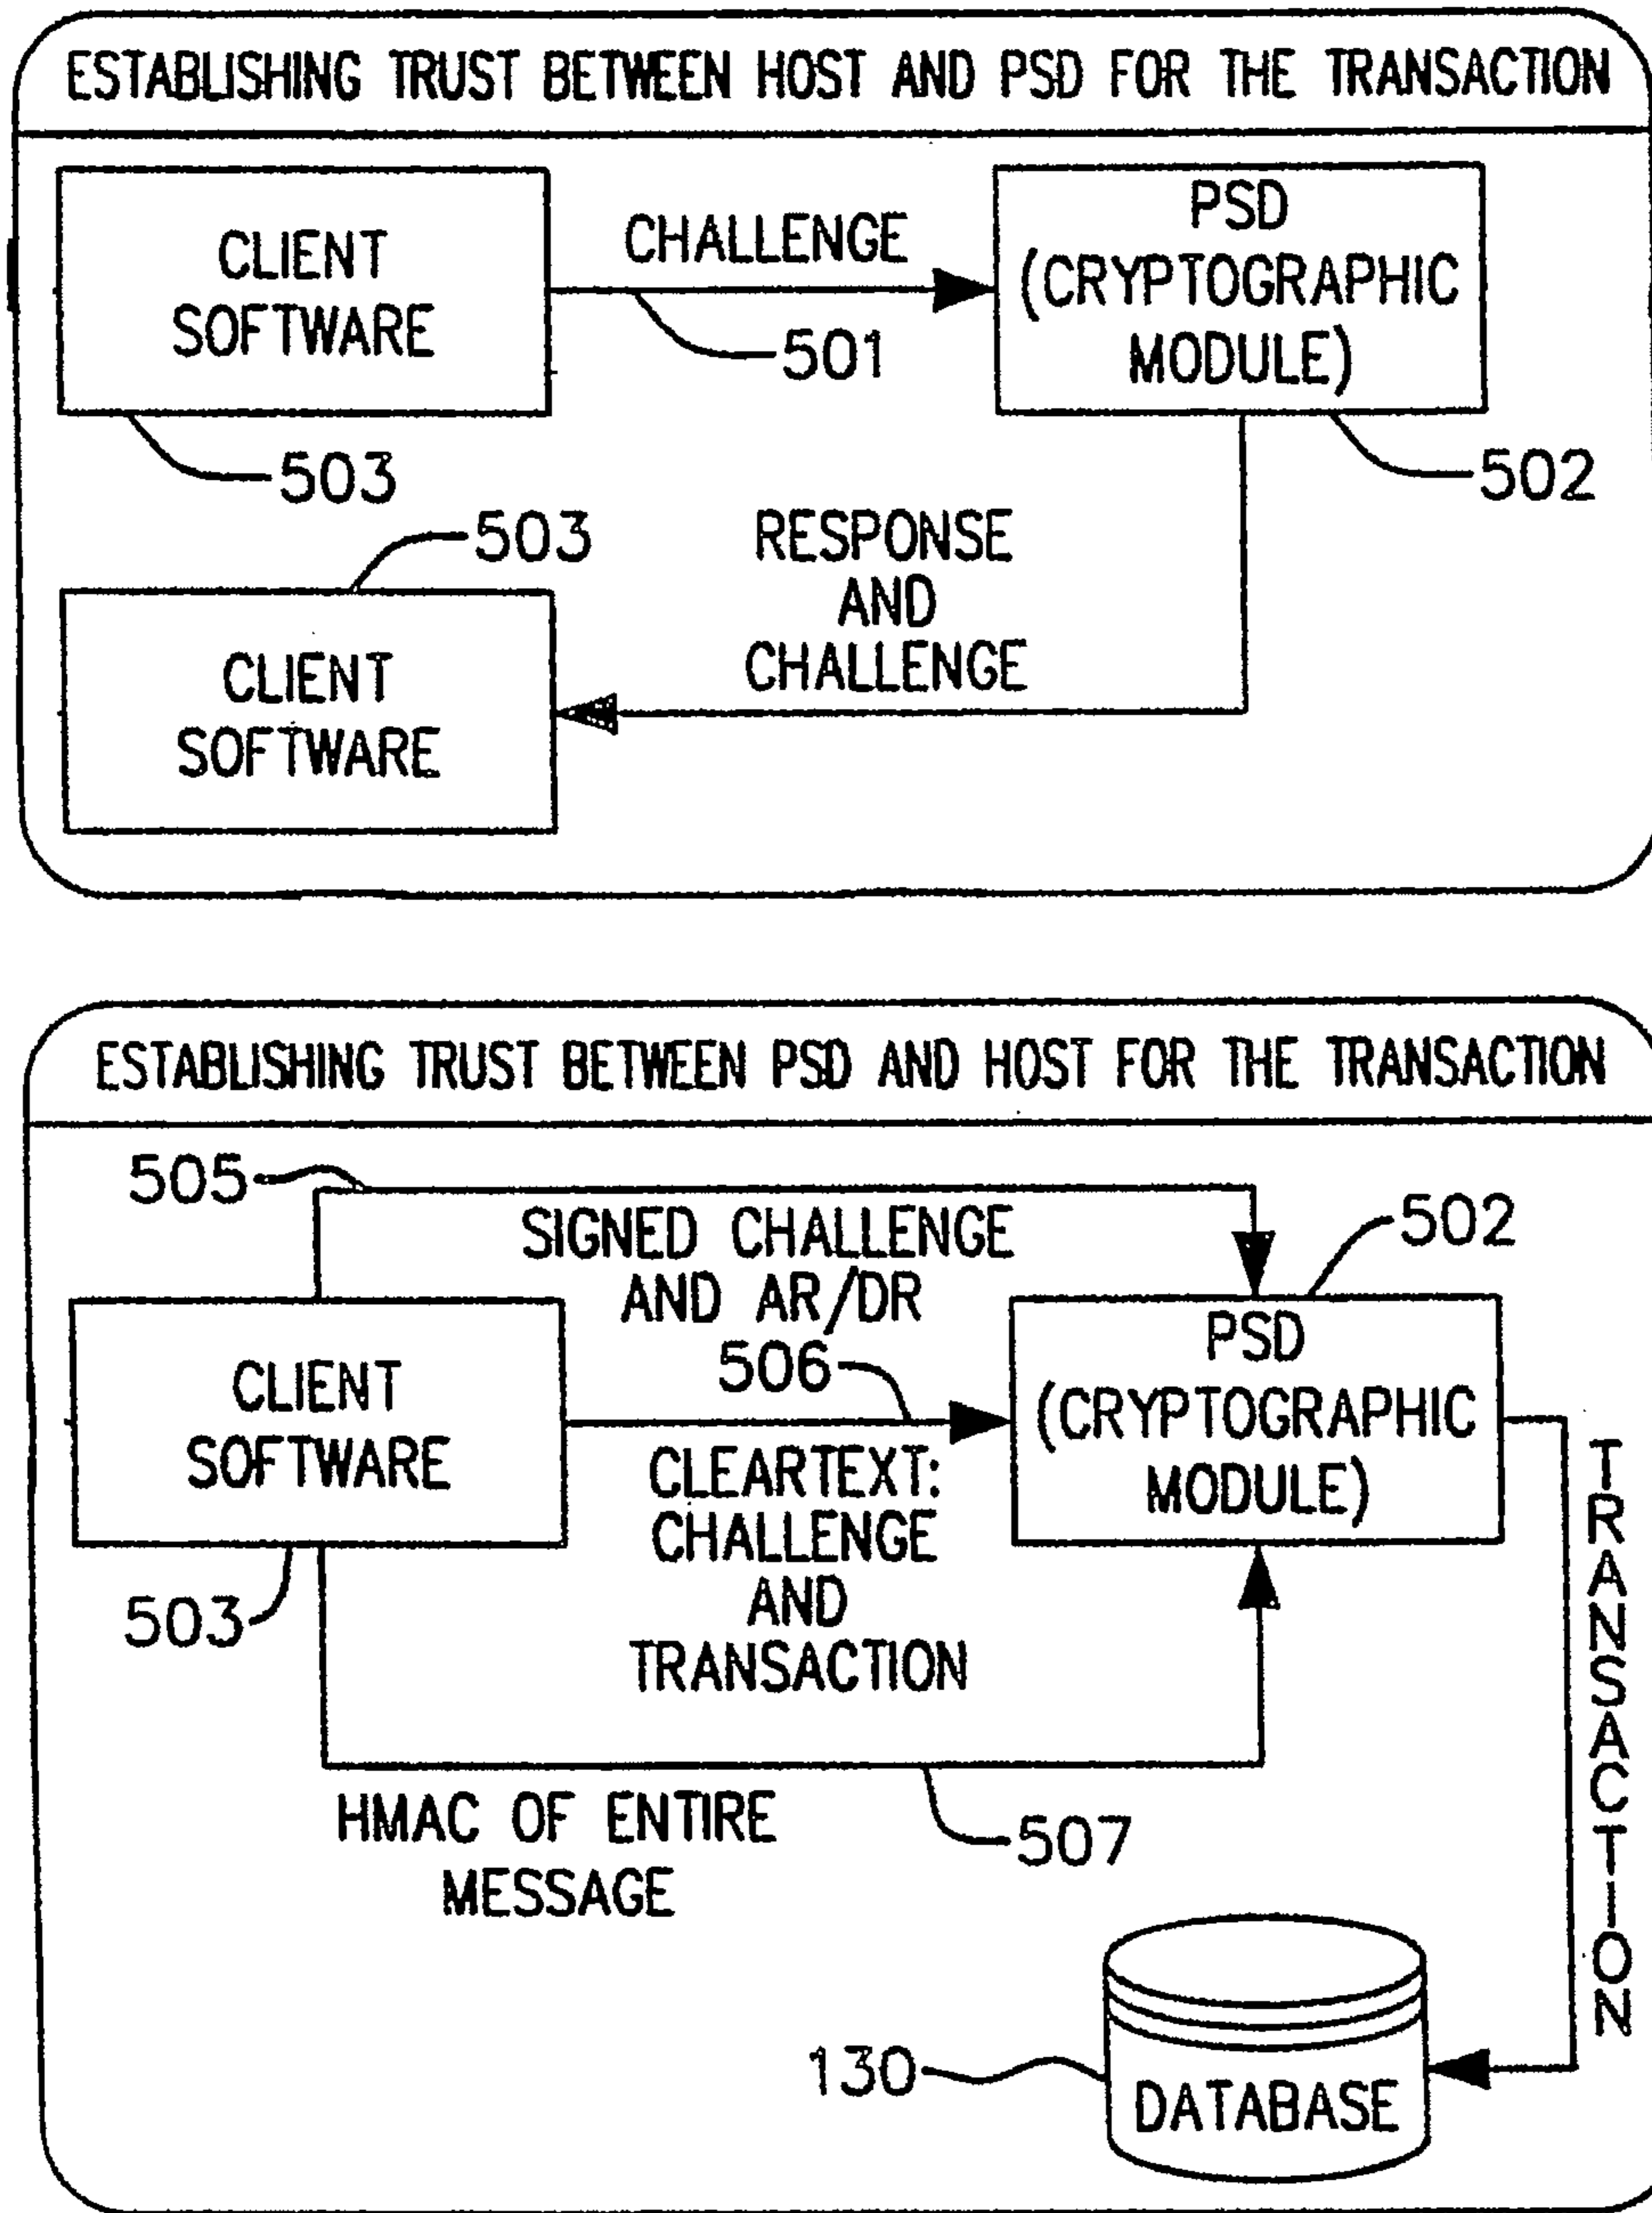 ESTABLISHING TRUST BETWEEN HOST AND PSD FOR THE TRANSACTION
CLIENT
SOFTWARE
CHALLENGE
501
PSD
(CRYPTOGRAPHIC
MODULE)
503
502
503
RESPONSE
AND
CHALLENGE
CLIENT
SOFTWARE
ESTABLISHING TRUST BETWEEN PSD AND HOST FOR THE TRANSACTION
505
SIGNED CHALLENGE
AND AR/DR
502
506
CLIENT
SOFTWARE
PSD
(CRYPTOGRAPHIC
MODULE)
CLEARTEXT:
CHALLENGE
AND
TRANSACTION
503
TRANSACTION
HMAC OF ENTIRE
MESSAGE
507
130
DATABASE